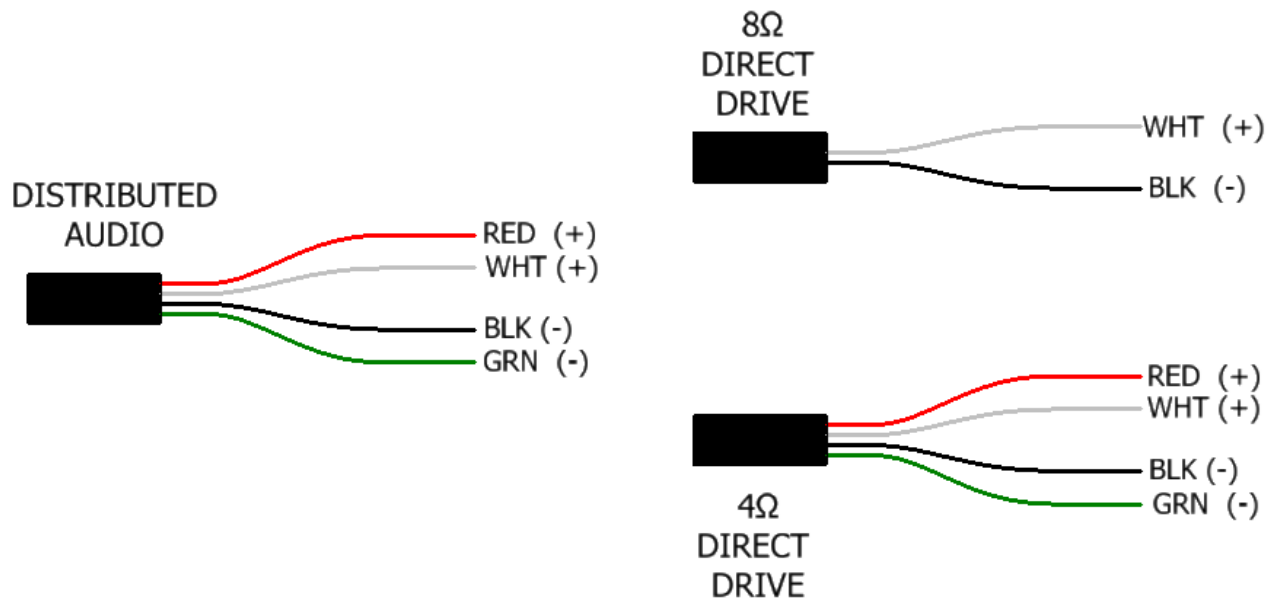 DISTRIBUTED
AUDIO
RED (+)
WHT (+)
BLK (-)
GRN (-)
8Ω
DIRECT
DRIVE
WHT (+)
BLK (-)
RED (+)
WHT (+)
BLK (-)
GRN (-)
4Ω
DIRECT
DRIVE